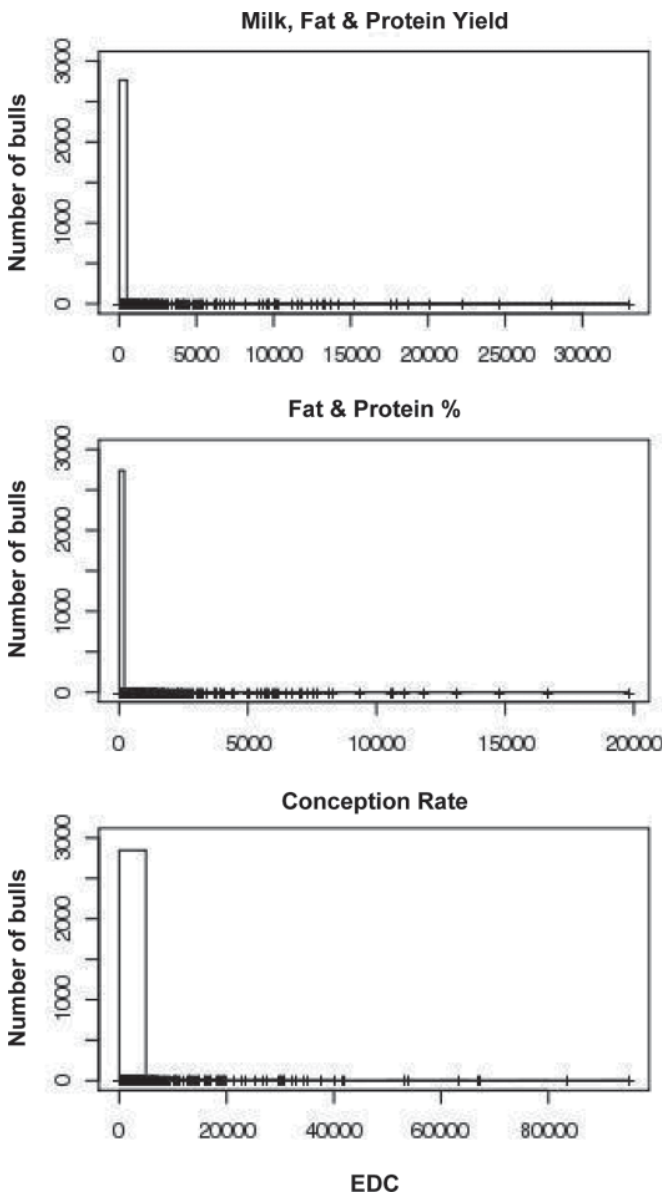 Milk, Fat & Protein Yield
Number of bulls
3000
2000
1000
0
0 5000 10000 15000 20000 25000 30000
Fat & Protein %
Number of bulls
3000
2000
1000
0
0 5000 10000 15000 20000
Conception Rate
Number of bulls
3000
2000
1000
0
0 20000 40000 60000 80000
EDC